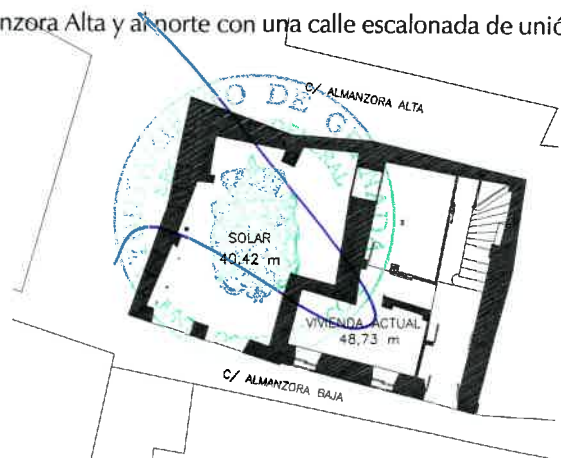 nzora Alta y al norte con una calle escalonada de unió
C/ ALMANZORA ALTA
O DE G
SOLAR
40,42 m
VIVIENDA ACTUAL
48,73 m
C/ ALMANZORA BAJA